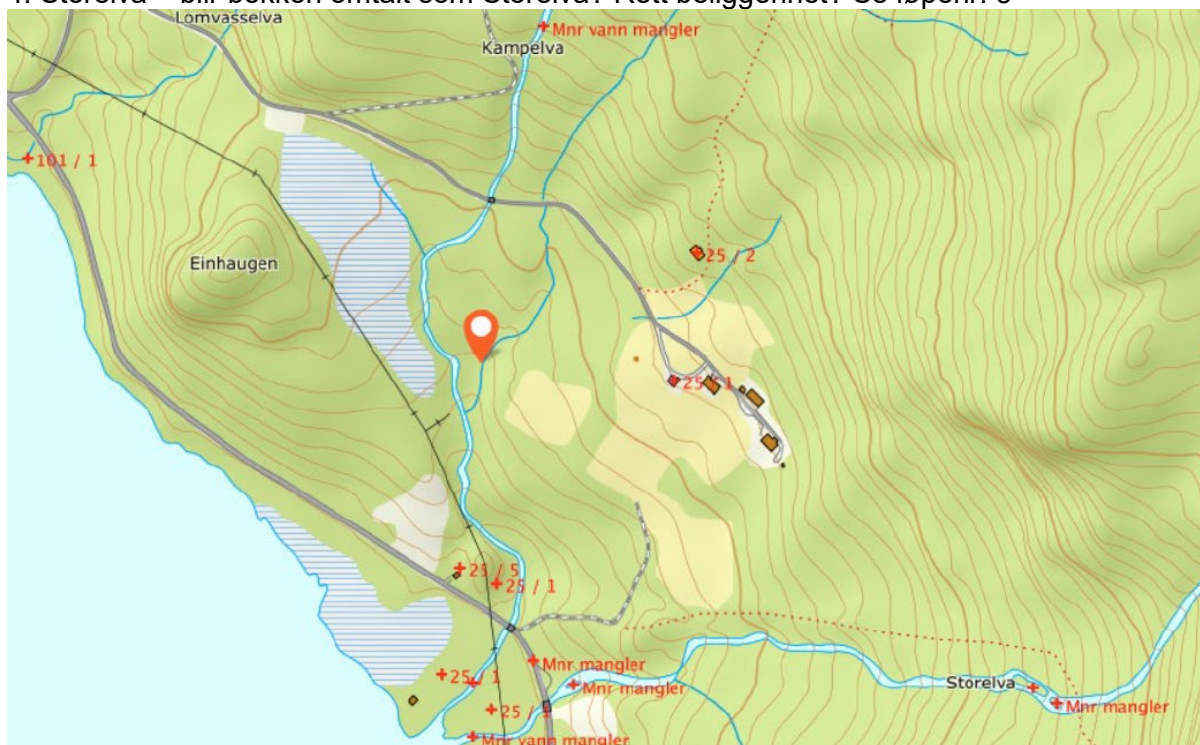 Lomvasselva
Mnr vann mangler
Kampelva
101 / 1
25 / 2
Einhaugen
25 / 1
25 / 5
25 / 1
Mnr mangler
25 / 1
Mnr mangler
Storelva
Mnr mangler
25 /
Mnr vann mangler